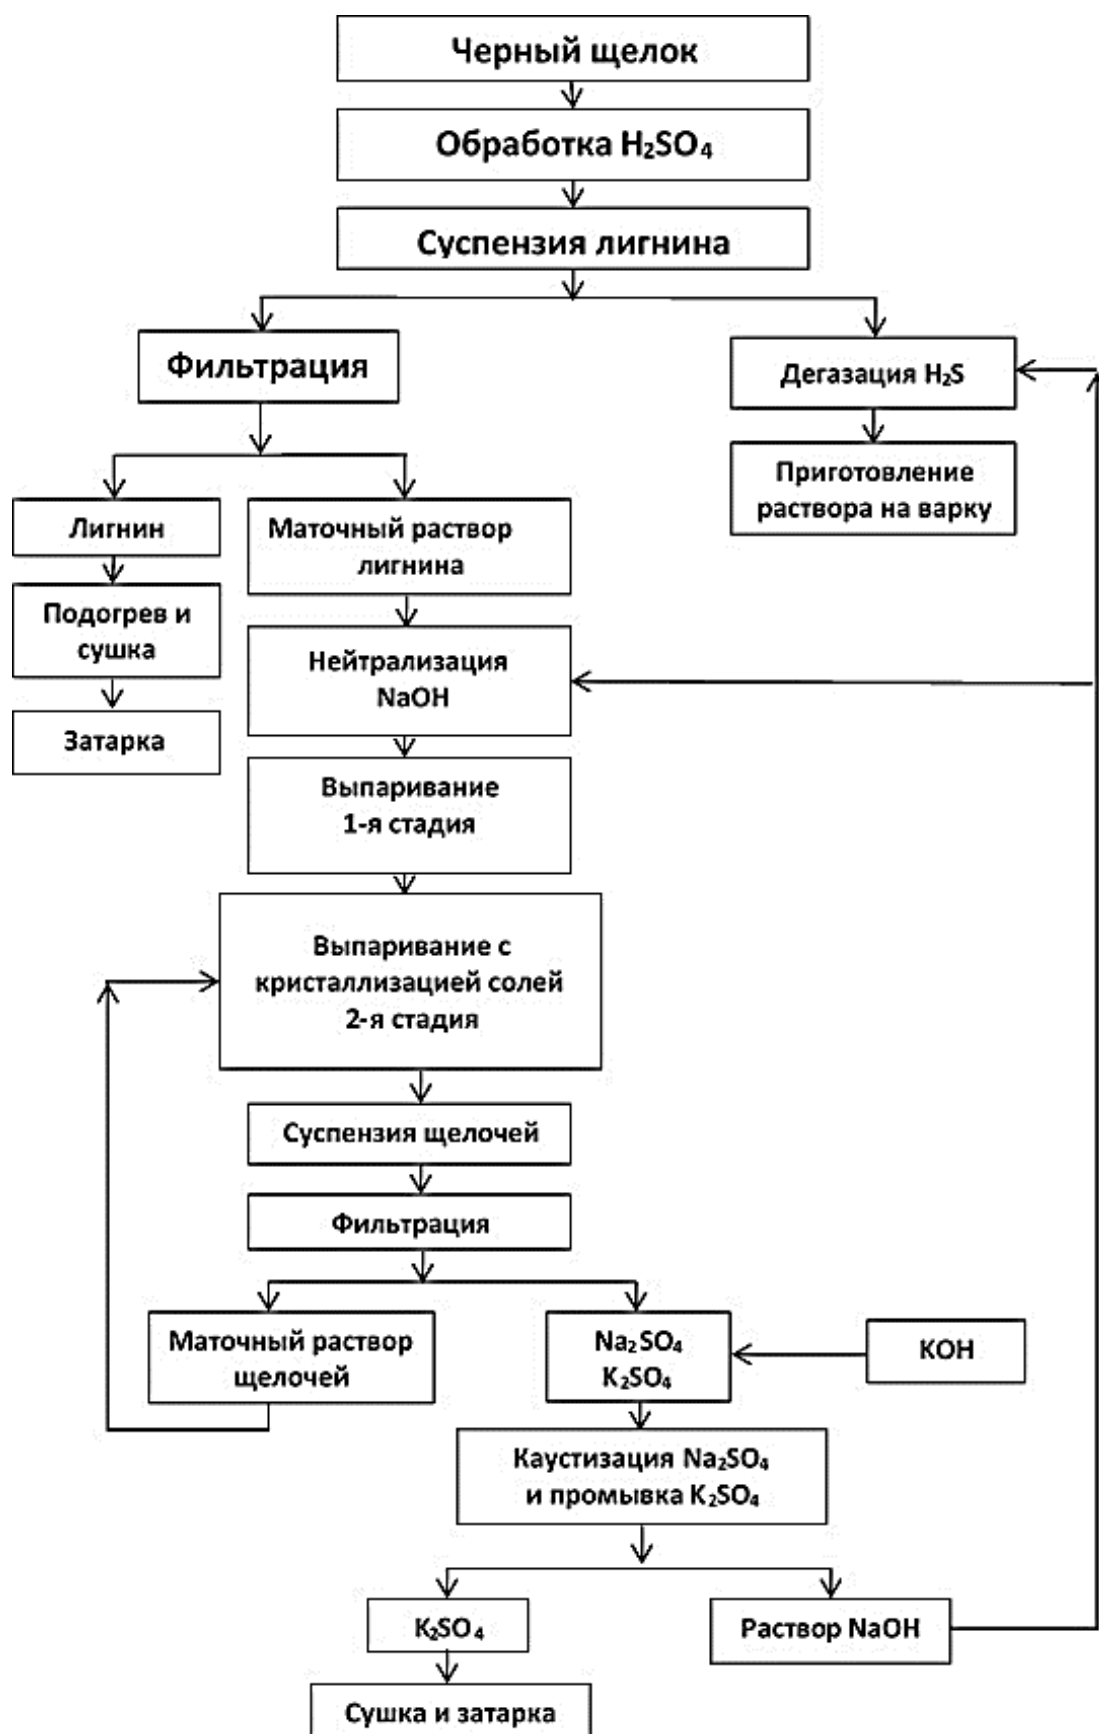 Черный щелок
Обработка H₂SO₄
Суспензия лигнина
Фильтрация
Дегазация H₂S
Приготовление
раствора на варку
Лигнин
Маточный раствор
лигнина
Подогрев и
сушка
Нейтрализация
NaOH
Затарка
Выпаривание
1-я стадия
Выпаривание с
кристаллизацией солей
2-я стадия
Суспензия щелочей
Фильтрация
Маточный раствор
щелочей
Na₂SO₄
K₂SO₄
КОН
Каустизация Na₂SO₄
и промывка K₂SO₄
K₂SO₄
Раствор NaOH
Сушка и затарка